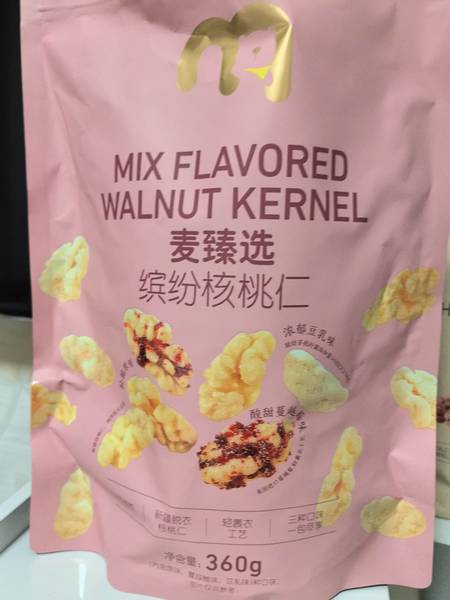 MIX FLAVORED
WALNUT KERNEL
麦臻选
缤纷核桃仁
浓郁豆乳味
酸甜蔓越莓味
新疆脱衣
核桃仁
轻裹衣
工艺
三种口味
一包尽享
净含量: 360g